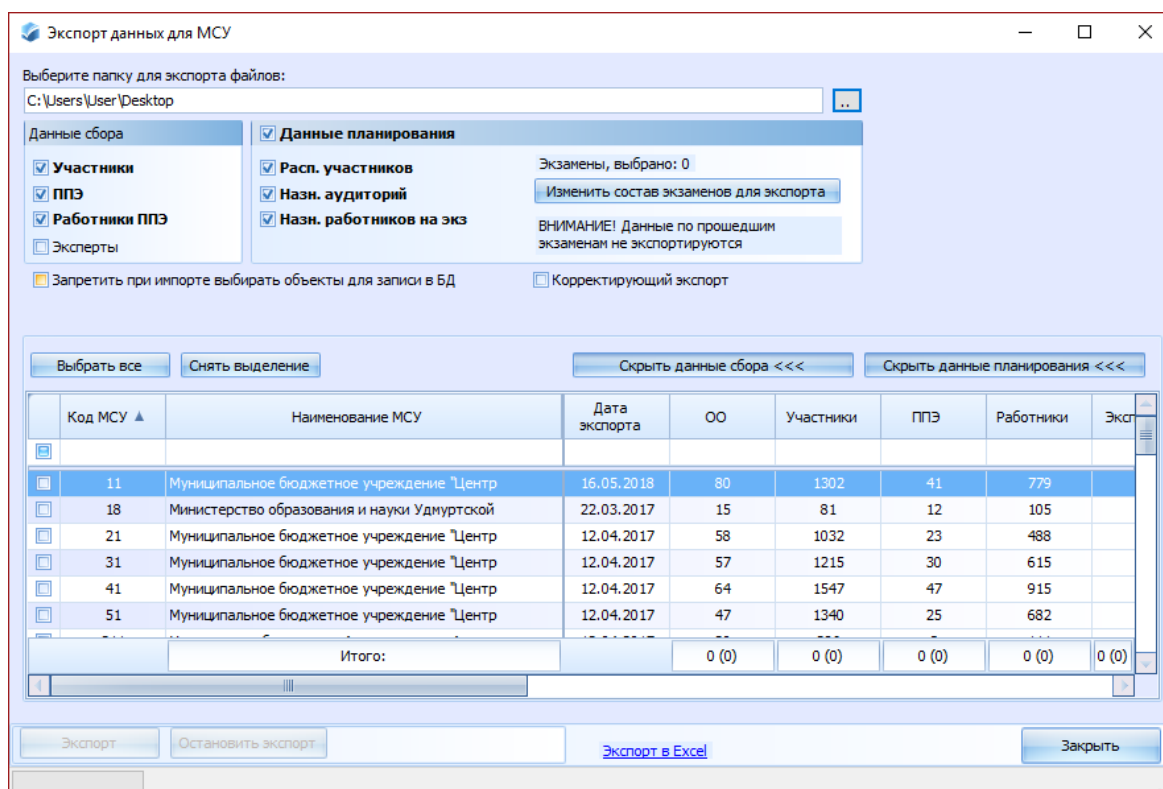 Экспорт данных для МСУ
Выберите папку для экспорта файлов:
C:\Users\User\Desktop
..
Данные сбора
Данные планирования
Участники
Расп. участников
Экзамены, выбрано: 0
ППЭ
Назн. аудиторий
Изменить состав экзаменов для экспорта
Работники ППЭ
Назн. работников на экз
ВНИМАНИЕ! Данные по прошедшим
экзаменам не экспортируются
Эксперты
Запретить при импорте выбирать объекты для записи в БД
Корректирующий экспорт
Выбрать все
Снять выделение
Скрыть данные сбора <<<
Скрыть данные планирования <<<
Код МСУ Наименование МСУ Дата экспорта ОО Участники ППЭ Работники Эксп
11 Муниципальное бюджетное учреждение "Центр 16.05.2018 80 1302 41 779
18 Министерство образования и науки Удмуртской 22.03.2017 15 81 12 105
21 Муниципальное бюджетное учреждение "Центр 12.04.2017 58 1032 23 488
31 Муниципальное бюджетное учреждение "Центр 12.04.2017 57 1215 30 615
41 Муниципальное бюджетное учреждение "Центр 12.04.2017 64 1547 47 915
51 Муниципальное бюджетное учреждение "Центр 12.04.2017 47 1340 25 682
Итого: 0 (0) 0 (0) 0 (0) 0 (0) 0 (0)
Экспорт
Остановить экспорт
Экспорт в Excel
Закрыть